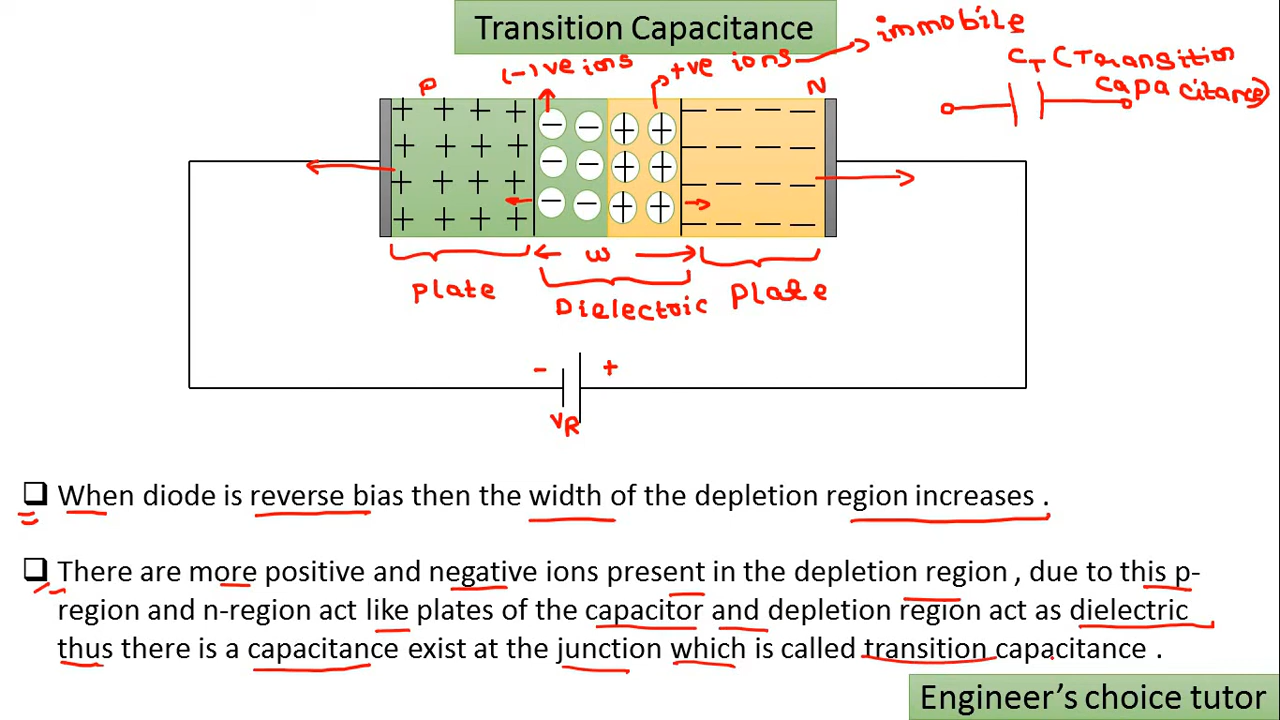 Transition Capacitance
immobile
(-)ve ions
+ve ions
CT (Transition
capacitance)
P
N
w
Plate
Dielectric
Plate
- +
VR
When diode is reverse bias then the width of the depletion region increases .
There are more positive and negative ions present in the depletion region , due to this p-
region and n-region act like plates of the capacitor and depletion region act as dielectric
thus there is a capacitance exist at the junction which is called transition capacitance .
Engineer's choice tutor